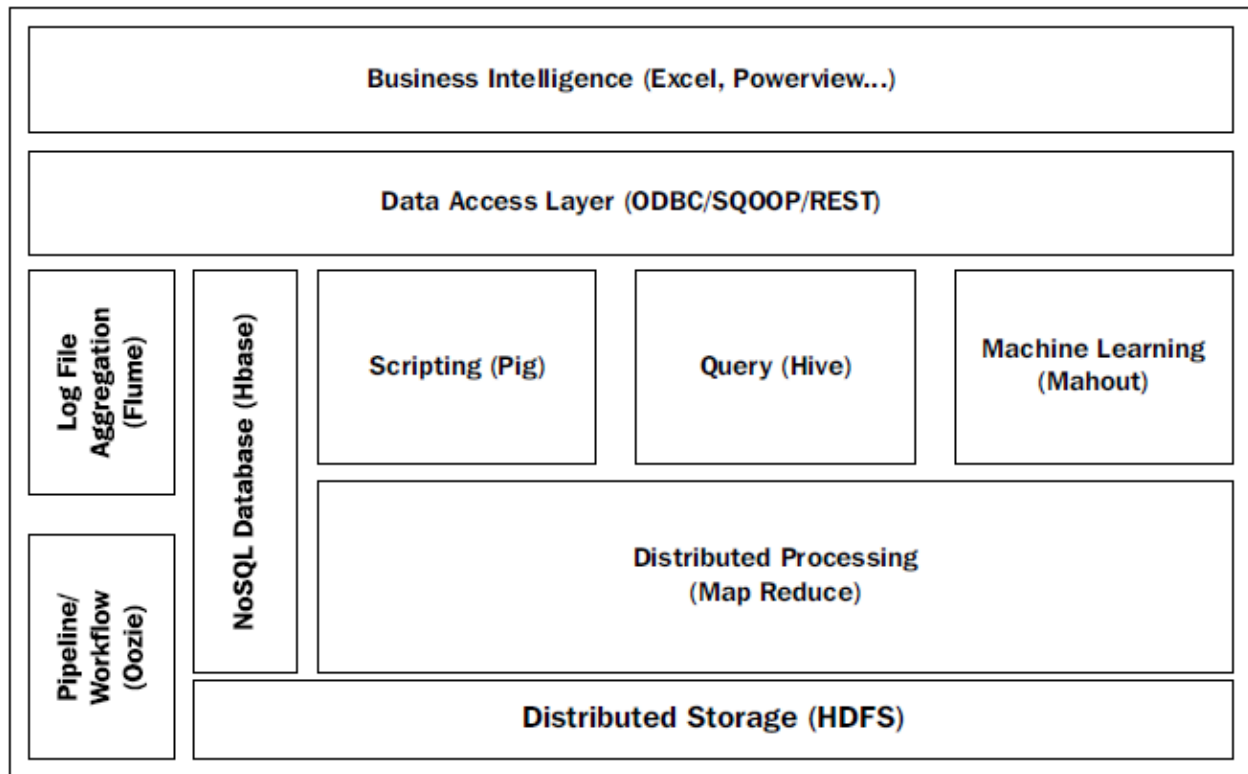 Business Intelligence (Excel, Powerview...)
Data Access Layer (ODBC/SQOOP/REST)
Log File
Aggregation
(Flume)
NoSQL Database (Hbase)
Scripting (Pig)
Query (Hive)
Machine Learning
(Mahout)
Pipeline/
Workflow
(Oozie)
Distributed Processing
(Map Reduce)
Distributed Storage (HDFS)